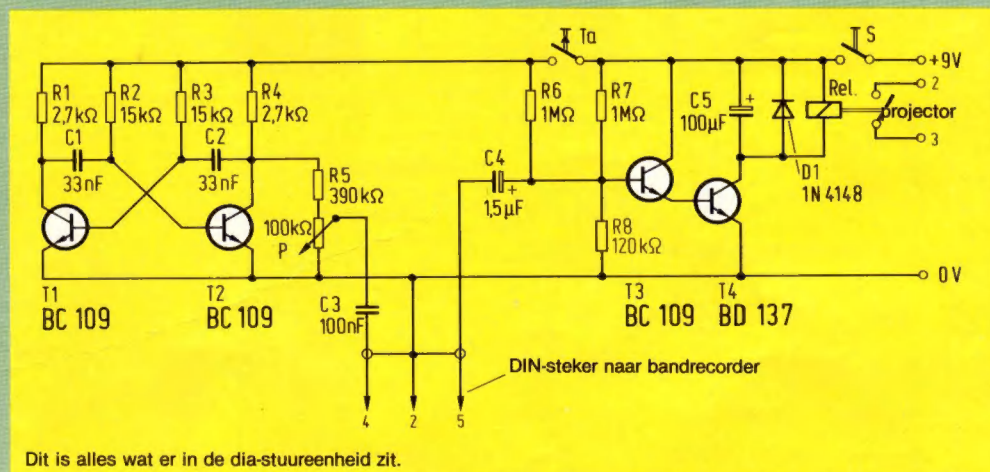 Ta
S
+9V
R1
2,7kΩ
R2
15kΩ
R3
15kΩ
R4
2,7kΩ
R6
1MΩ
R7
1MΩ
C5
100µF
+
Rel.
2
projector
3
C1
33nF
C2
33nF
R5
390kΩ
C4
+
1,5µF
D1
1N 4148
100kΩ
P
R8
120kΩ
0V
T1
BC 109
T2
BC 109
C3
100nF
T3
BC 109
T4
BD 137
DIN-steker naar bandrecorder
4
2
5
Dit is alles wat er in de dia-stuureenheid zit.